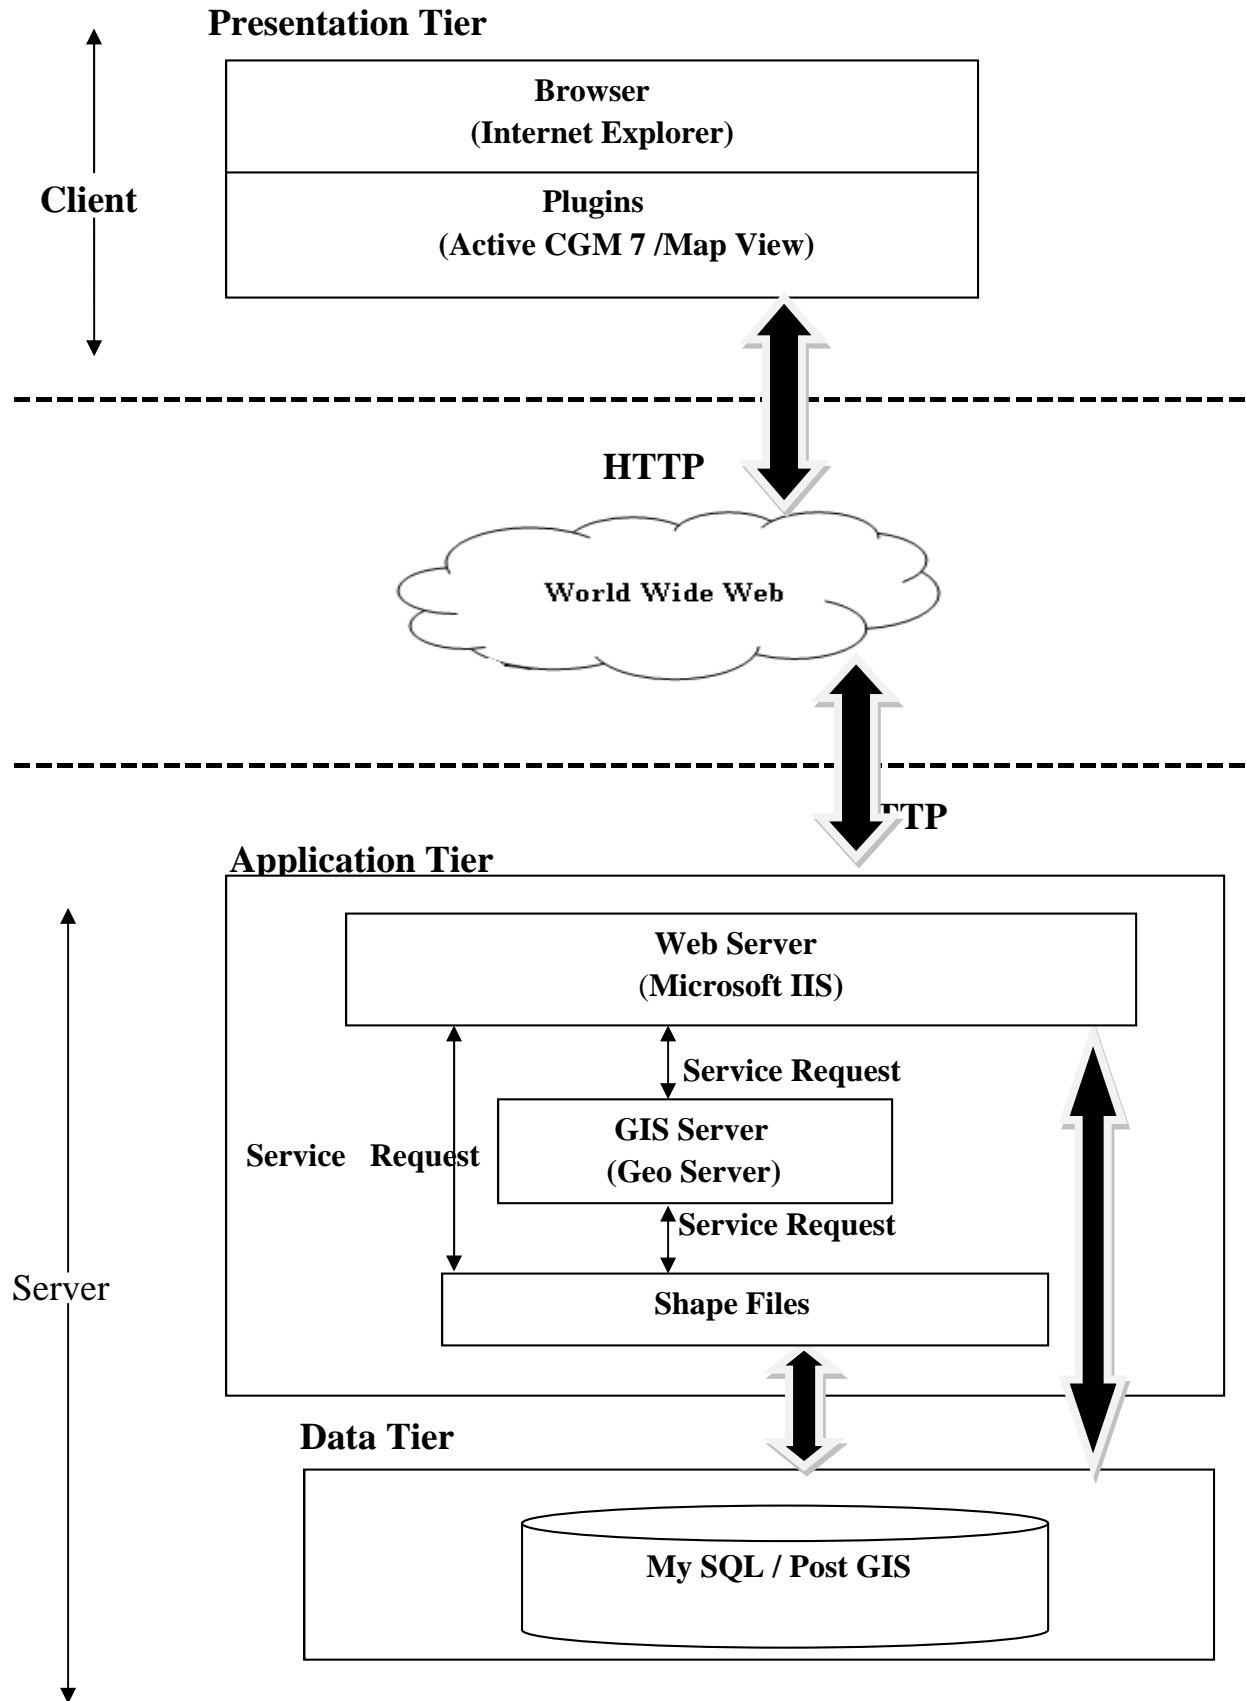 Presentation Tier
Browser
(Internet Explorer)
Client
Plugins
(Active CGM 7 /Map View)
HTTP
World Wide Web
TTP
Application Tier
Web Server
(Microsoft IIS)
Service Request
GIS Server
(Geo Server)
Service Request
Service Request
Server
Shape Files
Data Tier
My SQL / Post GIS